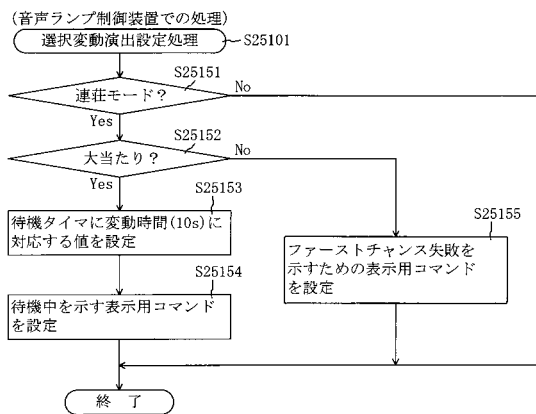 (音声ランプ制御装置での処理)
選択変動演出設定処理
S25101
S25151
連荘モード?
No
Yes
S25152
大当たり?
No
Yes
S25153
待機タイマに変動時間(10s)に
対応する値を設定
S25155
ファーストチャンス失敗を
示すための表示用コマンド
を設定
S25154
待機中を示す表示用コマンド
を設定
終 了